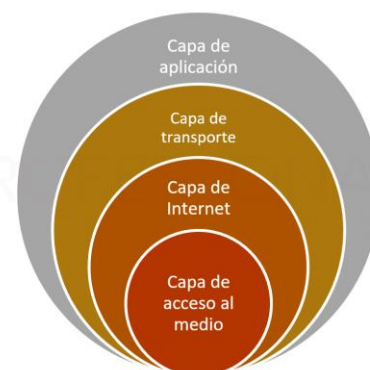 Capa de
aplicación
Capa de
transporte
Capa de
Internet
Capa de
acceso al
medio